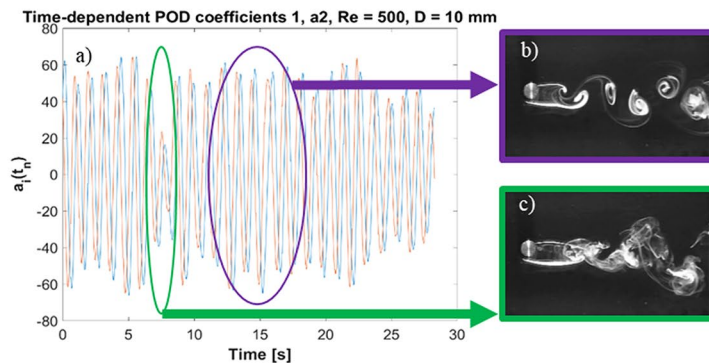 Time-dependent POD coefficients 1, a2, Re = 500, D = 10 mm
a)
80
60
40
20
0
-20
-40
-60
-80
a_i(t_n)
0 5 10 15 20 25 30
Time [s]
b)
c)